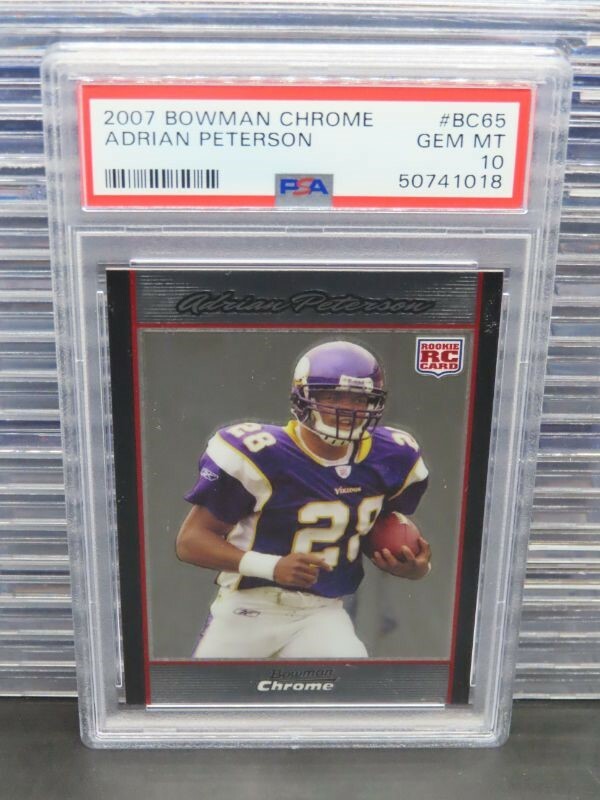 2007 BOWMAN CHROME #BC65
ADRIAN PETERSON GEM MT
10
PSA 50741018
Adrian Peterson
ROOKIE
RC
CARD
28
28
VIKINGS
28
Bowman
Chrome